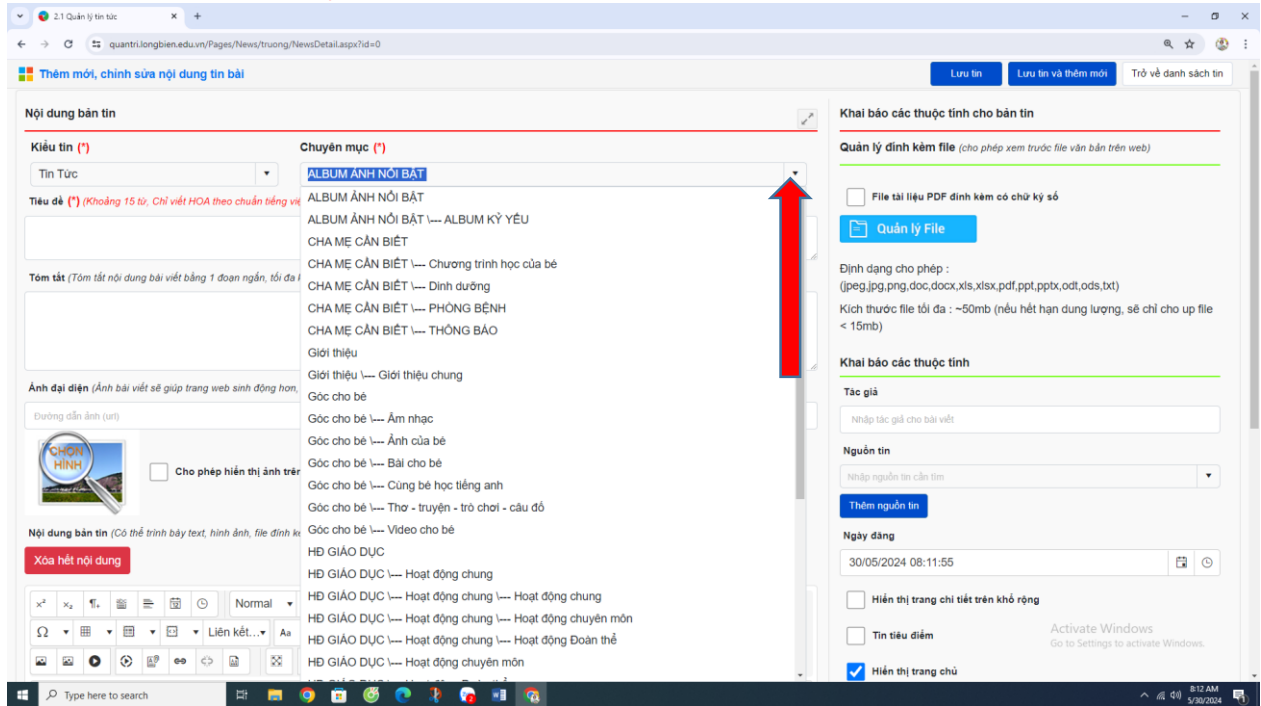 2.1 Quản lý tin tức
quantri.longbien.edu.vn/Pages/News/truong/NewsDetail.aspx?id=0
Thêm mới, chỉnh sửa nội dung tin bài
Lưu tin
Lưu tin và thêm mới
Trở về danh sách tin
Nội dung bản tin
Kiểu tin (*)
Chuyên mục (*)
Tin Tức
ALBUM ẢNH NỔI BẬT
Tiêu đề (*) (Khoảng 15 từ, Chỉ viết HOA theo chuẩn tiếng
ALBUM ẢNH NỔI BẬT
ALBUM ẢNH NỔI BẬT \--- ALBUM KỶ YẾU
CHA MẸ CẦN BIẾT
CHA MẸ CẦN BIẾT \--- Chương trình học của bé
Tóm tắt (Tóm tắt nội dung bài viết bằng 1 đoạn ngắn, tối đa
CHA MẸ CẦN BIẾT \--- Dinh dưỡng
CHA MẸ CẦN BIẾT \--- PHÒNG BỆNH
CHA MẸ CẦN BIẾT \--- THÔNG BÁO
Giới thiệu
Giới thiệu \--- Giới thiệu chung
Ảnh đại diện (Ảnh bài viết sẽ giúp trang web sinh động hơn,
Góc cho bé
Đường dẫn ảnh (url)
Góc cho bé \--- Âm nhạc
Góc cho bé \--- Ảnh của bé
CHỌN
HÌNH
Cho phép hiển thị ảnh
Góc cho bé \--- Bài cho bé
Góc cho bé \--- Cùng bé học tiếng anh
Góc cho bé \--- Thơ - truyện - trò chơi - câu đố
Nội dung bản tin (Có thể trình bày text, hình ảnh, file đính
Góc cho bé \--- Video cho bé
Xóa hết nội dung
HĐ GIÁO DỤC
HĐ GIÁO DỤC \--- Hoạt động chung
HĐ GIÁO DỤC \--- Hoạt động chung \--- Hoạt động chung
HĐ GIÁO DỤC \--- Hoạt động chung \--- Hoạt động chuyên môn
HĐ GIÁO DỤC \--- Hoạt động chung \--- Hoạt động Đoàn thể
HĐ GIÁO DỤC \--- Hoạt động chuyên môn
Normal
Liên kết...
Aa
Khai báo các thuộc tính cho bản tin
Quản lý đính kèm file (cho phép xem trước file văn bản trên web)
File tài liệu PDF đính kèm có chữ ký số
Quản lý File
Định dạng cho phép :
(jpeg,jpg,png,doc,docx,xls,xlsx,pdf,ppt,pptx,odt,ods,txt)
Kích thước file tối đa : ~50mb (nếu hết hạn dung lượng, sẽ chỉ cho up file
< 15mb)
Khai báo các thuộc tính
Tác giả
Nhập tác giả cho bài viết
Nguồn tin
Nhập nguồn tin cần tìm
Thêm nguồn tin
Ngày đăng
30/05/2024 08:11:55
Hiển thị trang chi tiết trên khổ rộng
Tin tiêu điểm
Hiển thị trang chủ
Activate Windows
Go to Settings to activate Windows.
Type here to search
8:12 AM
5/30/2024